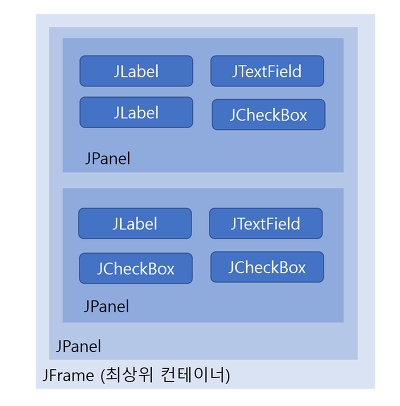 JLabel JTextField
JLabel JCheckBox
JPanel
JLabel JTextField
JCheckBox JCheckBox
JPanel
JPanel
JFrame (최상위 컨테이너)